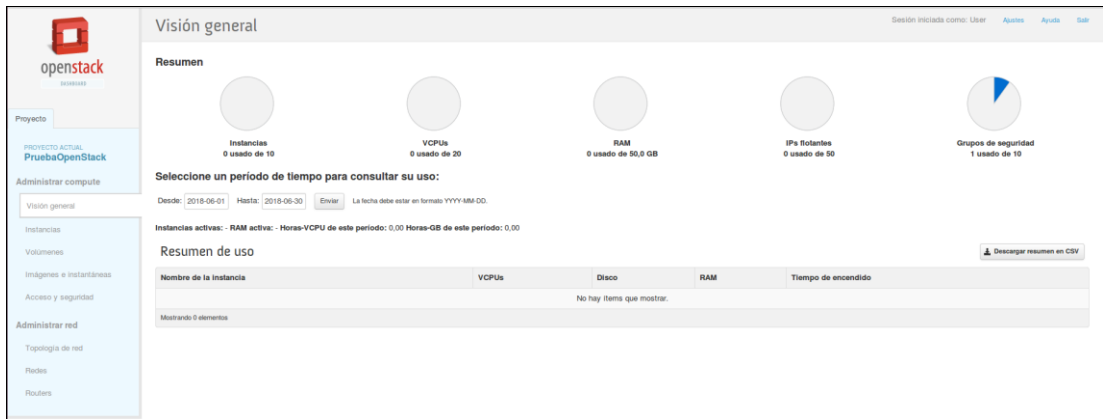 Visión general
Sesión iniciada como: User Ajustes Ayuda Salir
openstack
DASHBOARD
Proyecto
PROYECTO ACTUAL
PruebaOpenStack
Administrar compute
Visión general
Instancias
Volúmenes
Imágenes e instantáneas
Acceso y seguridad
Administrar red
Topología de red
Redes
Routers
Resumen
Instancias
0 usado de 10
VCPUs
0 usado de 20
RAM
0 usado de 50,0 GB
IPs flotantes
0 usado de 50
Grupos de seguridad
1 usado de 10
Seleccione un período de tiempo para consultar su uso:
Desde: 2018-06-01 Hasta: 2018-06-30 Enviar La fecha debe estar en formato YYYY-MM-DD.
Instancias activas: - RAM activa: - Horas-VCPU de este periodo: 0,00 Horas-GB de este periodo: 0,00
Resumen de uso
Descargar resumen en CSV
Nombre de la instancia VCPUs Disco RAM Tiempo de encendido
No hay ítems que mostrar.
Mostrando 0 elementos